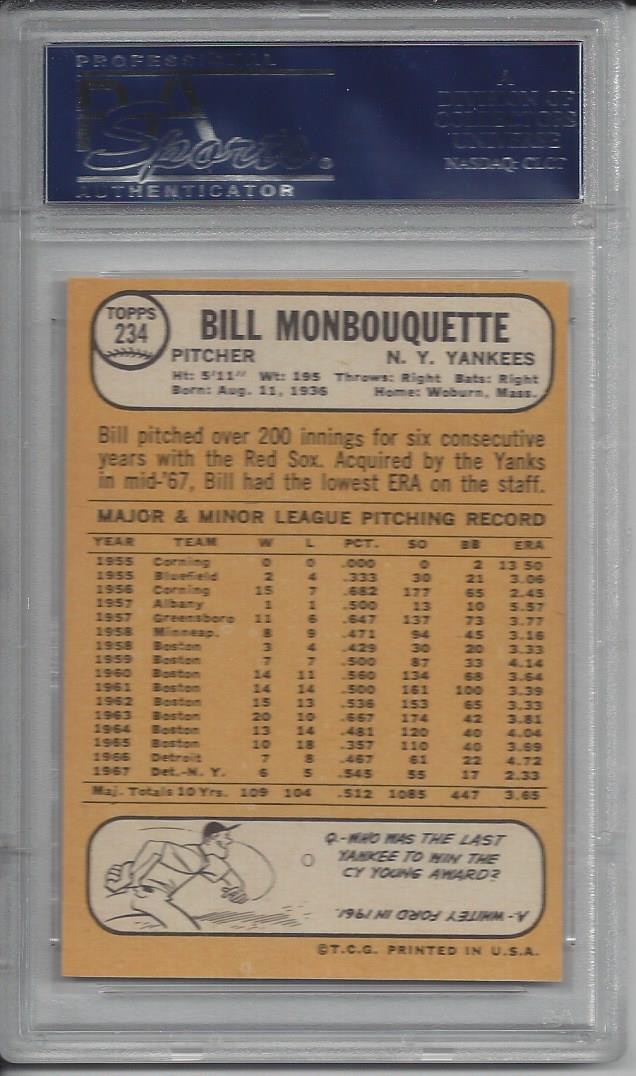 PROFESSIONAL
PSA
Sports®
AUTHENTICATOR
A
DIVISION OF
COLLECTORS
UNIVERSE
NASDAQ: CLCT
TOPPS
234
BILL MONBOUQUETTE
PITCHER N. Y. YANKEES
Ht: 5'11" Wt: 195 Throws: Right Bats: Right
Born: Aug. 11, 1936 Home: Woburn, Mass.
Bill pitched over 200 innings for six consecutive
years with the Red Sox. Acquired by the Yanks
in mid-'67, Bill had the lowest ERA on the staff.
MAJOR & MINOR LEAGUE PITCHING RECORD
YEAR TEAM W L PCT. SO BB ERA
1955 Corning 0 0 .000 0 2 13 50
1955 Bluefield 2 4 .333 30 21 3.06
1956 Corning 15 7 .682 177 65 2.45
1957 Albany 1 1 .500 13 10 5.57
1957 Greensboro 11 6 .647 137 73 3.77
1958 Minneap. 8 9 .471 94 45 3.16
1958 Boston 3 4 .429 30 20 3.33
1959 Boston 7 7 .500 87 33 4.14
1960 Boston 14 11 .560 134 68 3.64
1961 Boston 14 14 .500 161 100 3.39
1962 Boston 15 13 .536 153 65 3.33
1963 Boston 20 10 .667 174 42 3.81
1964 Boston 13 14 .481 120 40 4.04
1965 Boston 10 18 .357 110 40 3.69
1966 Detroit 7 8 .467 61 22 4.72
1967 Det.-N. Y. 6 5 .545 55 17 2.33
Maj. Totals 10 Yrs. 109 104 .512 1085 447 3.65
Q.-WHO WAS THE LAST
YANKEE TO WIN THE
CY YOUNG AWARD?
A.-WHITEY FORD IN 1961.
©T.C.G. PRINTED IN U.S.A.